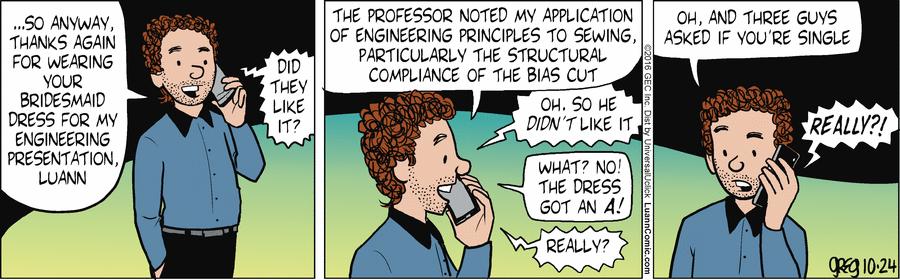 ...SO ANYWAY,
THANKS AGAIN
FOR WEARING
YOUR
BRIDESMAID
DRESS FOR MY
ENGINEERING
PRESENTATION,
LUANN
DID
THEY
LIKE
IT?
THE PROFESSOR NOTED MY APPLICATION
OF ENGINEERING PRINCIPLES TO SEWING,
PARTICULARLY THE STRUCTURAL
COMPLIANCE OF THE BIAS CUT
OH. SO HE
DIDN'T LIKE IT
WHAT? NO!
THE DRESS
GOT AN A!
REALLY?
©2016 GEC Inc. Dist by UniversalUclick LuannComic.com
OH, AND THREE GUYS
ASKED IF YOU'RE SINGLE
REALLY?!
GREG 10·24